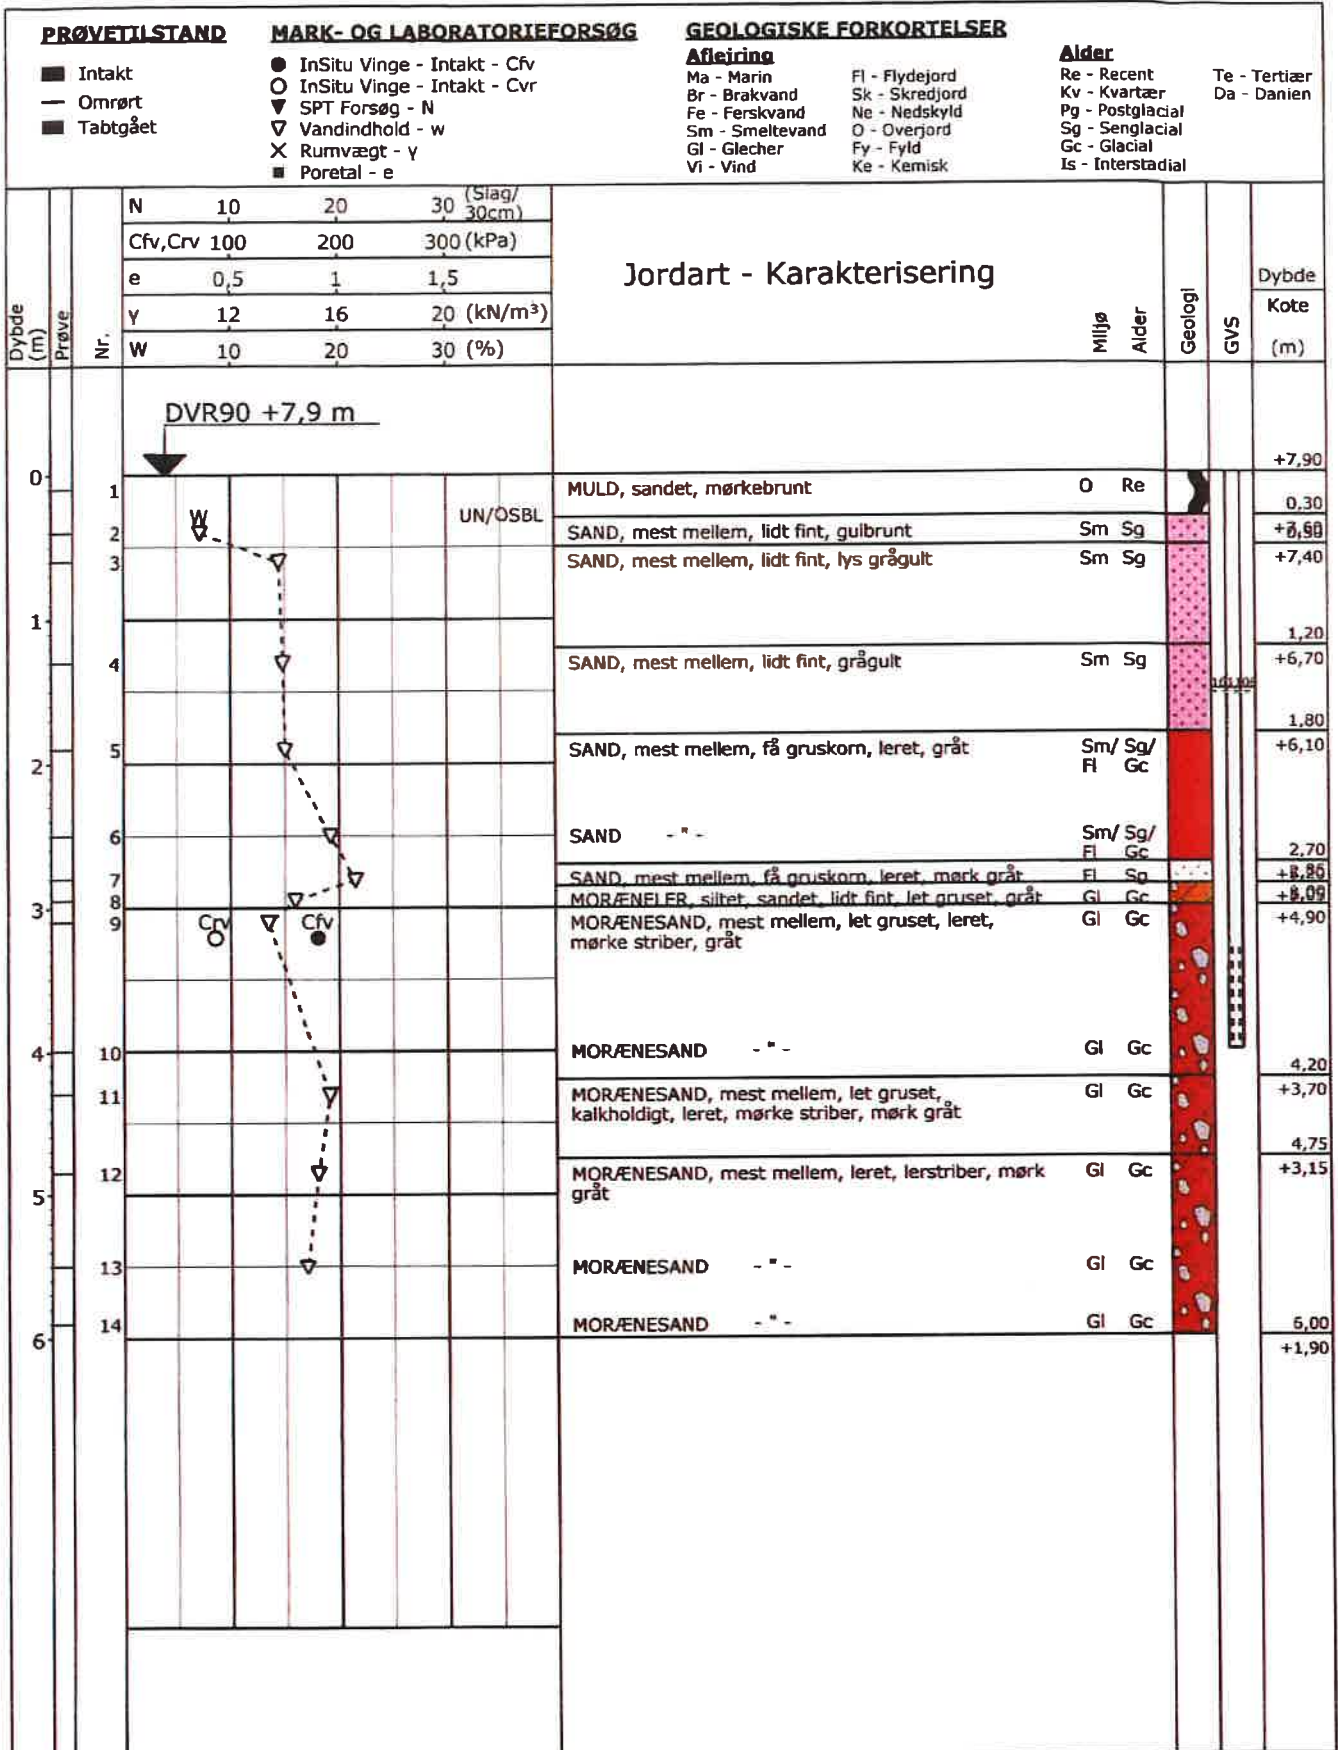 PRØVETILSTAND
Intakt
Omrørt
Tabtgået
MARK- OG LABORATORIEFORSØG
InSitu Vinge - Intakt - Cfv
InSitu Vinge - Intakt - Cvr
SPT Forsøg - N
Vandindhold - w
Rumvægt - γ
Poretal - e
GEOLOGISKE FORKORTELSER
Aflejring
Ma - Marin
Br - Brakvand
Fe - Ferskvand
Sm - Smeltevand
Gl - Glecher
Vi - Vind
Fl - Flydejord
Sk - Skredjord
Ne - Nedskyld
O - Overjord
Fy - Fyld
Ke - Kemisk
Alder
Re - Recent
Kv - Kvartær
Pg - Postglacial
Sg - Senglacial
Gc - Glacial
Is - Interstadial
Te - Tertiær
Da - Danien
Dybde (m)
Prøve
Nr.
N 10 20 30 (Slag/30cm)
Cfv,Crv 100 200 300 (kPa)
e 0,5 1 1,5
γ 12 16 20 (kN/m³)
W 10 20 30 (%)
Jordart - Karakterisering
Miljø
Alder
Geologi
GVS
Dybde
Kote
(m)
DVR90 +7,9 m
+7,90
0
1 MULD, sandet, mørkebrunt O Re
0,30
W
UN/OSBL
2 SAND, mest mellem, lidt fint, gulbrunt Sm Sg
3 SAND, mest mellem, lidt fint, lys grågult Sm Sg +7,40
1
1,20
4 SAND, mest mellem, lidt fint, grågult Sm Sg +6,70
1,80
5 SAND, mest mellem, få gruskorn, leret, gråt Sm/ Sg/ +6,10
Fl Gc
2
6 SAND - " - Sm/ Sg/
Fl Gc 2,70
7 SAND, mest mellem, få gruskorn, leret, mørk gråt Fl Sg
8 MORÆNELER, siltet, sandet, lidt fint, let gruset, gråt Gl Gc
3
9 Crv Cfv MORÆNESAND, mest mellem, let gruset, leret, Gl Gc +4,90
mørke striber, gråt
4 10 MORÆNESAND - " - Gl Gc
4,20
11 MORÆNESAND, mest mellem, let gruset, Gl Gc +3,70
kalkholdigt, leret, mørke striber, mørk gråt
4,75
12 MORÆNESAND, mest mellem, leret, lerstriber, mørk Gl Gc +3,15
gråt
5
13 MORÆNESAND - " - Gl Gc
14 MORÆNESAND - " - Gl Gc 6,00
6
+1,90